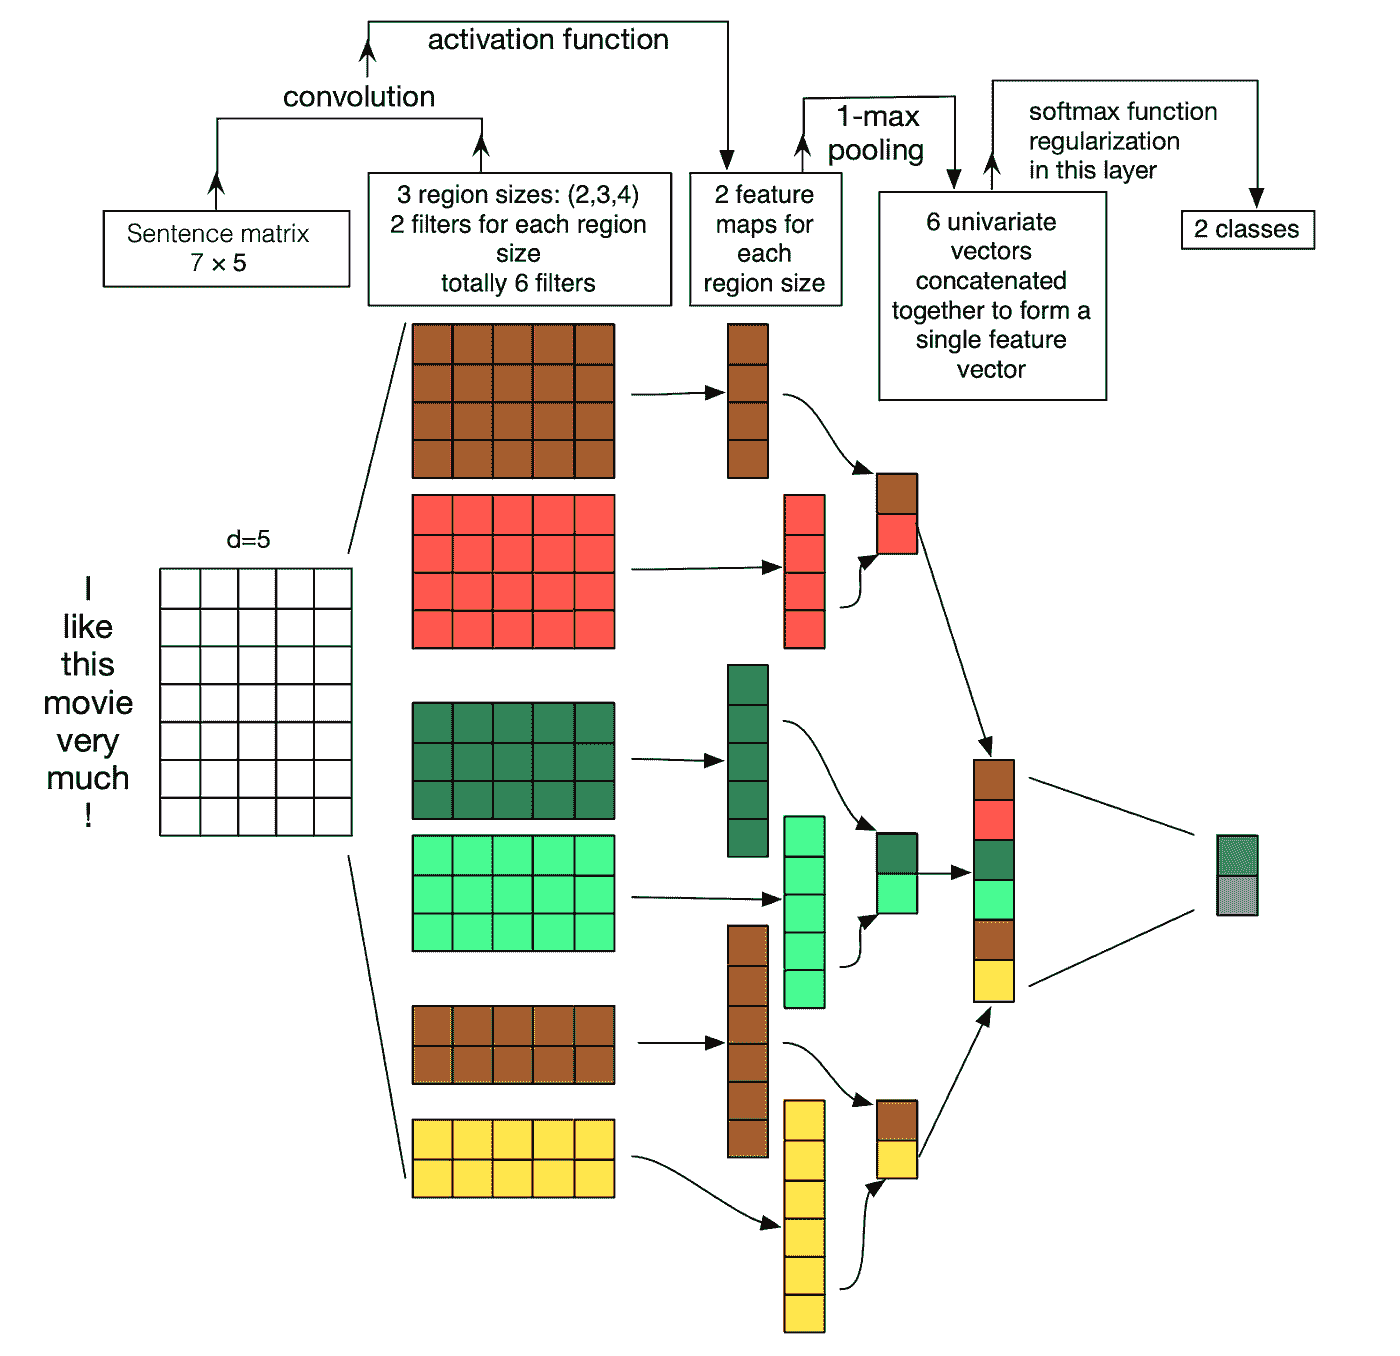 activation function
convolution
1-max
pooling
softmax function
regularization
in this layer
Sentence matrix
7 × 5
3 region sizes: (2,3,4)
2 filters for each region
size
totally 6 filters
2 feature
maps for
each
region size
6 univariate
vectors
concatenated
together to form a
single feature
vector
2 classes
d=5
I
like
this
movie
very
much
!